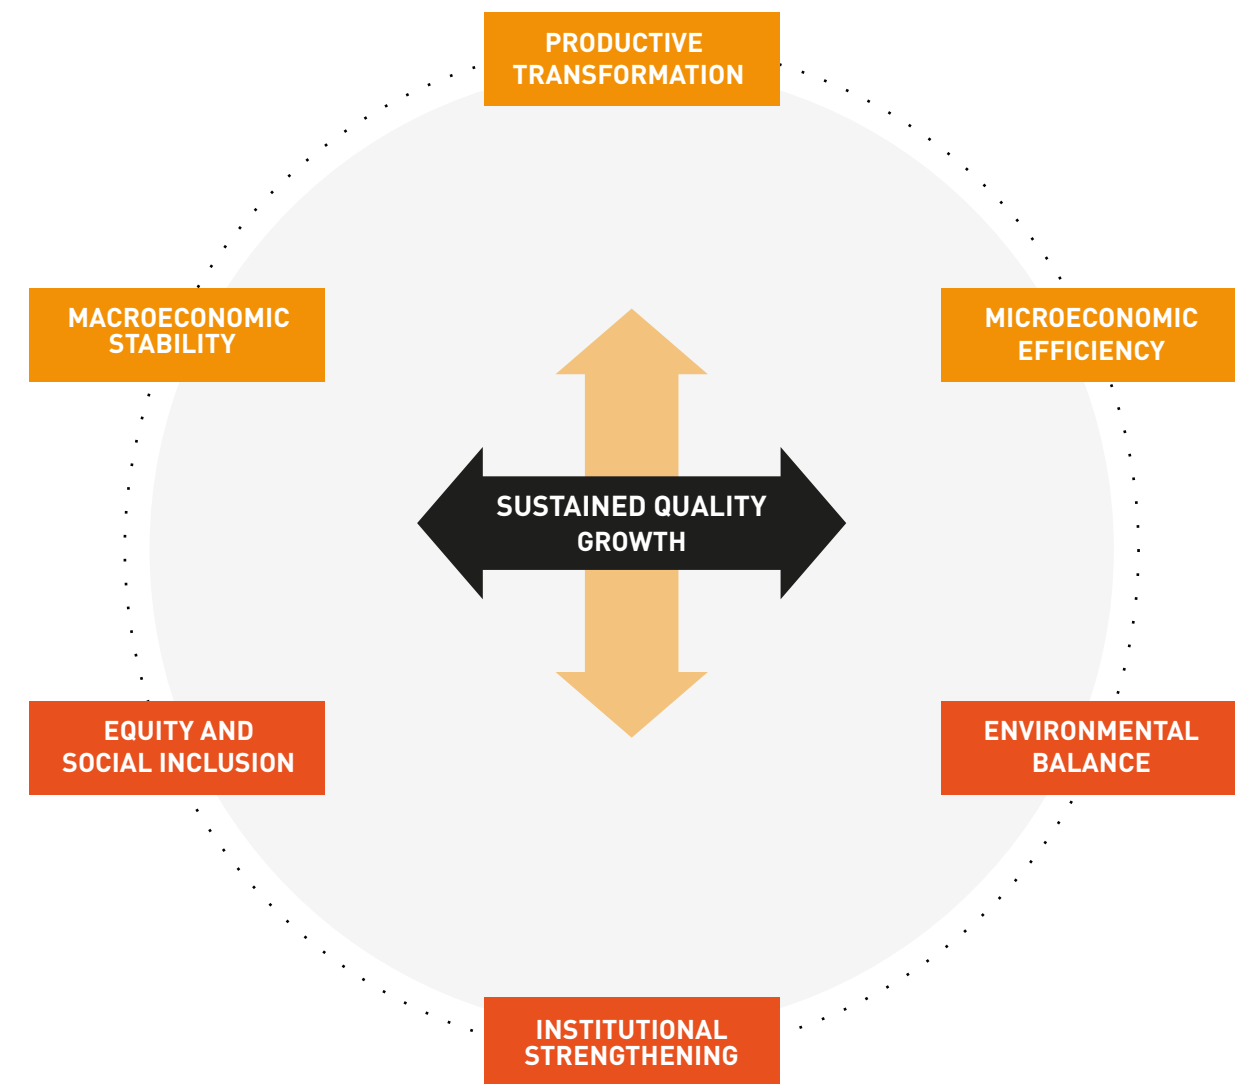 PRODUCTIVE
TRANSFORMATION
MACROECONOMIC
STABILITY
MICROECONOMIC
EFFICIENCY
SUSTAINED QUALITY
GROWTH
EQUITY AND
SOCIAL INCLUSION
ENVIRONMENTAL
BALANCE
INSTITUTIONAL
STRENGTHENING